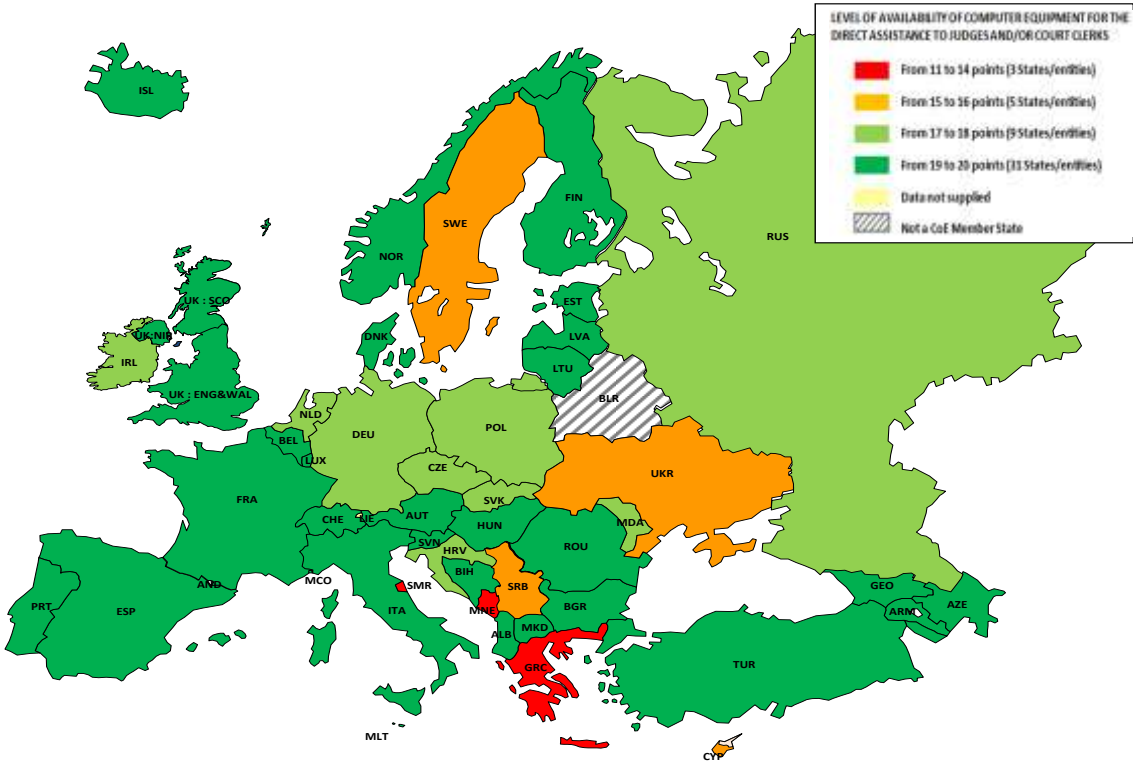 LEVEL OF AVAILABILITY OF COMPUTER EQUIPMENT FOR THE
DIRECT ASSISTANCE TO JUDGES AND/OR COURT CLERKS
From 11 to 14 points (3 States/entities)
From 15 to 16 points (5 States/entities)
From 17 to 18 points (9 States/entities)
From 19 to 20 points (31 States/entities)
Data not supplied
Not a CoE Member State
ISL
SWE
FIN
RUS
NOR
UK : SCO
EST
UK:NIR
DNK
LVA
IRL
LTU
UK : ENG&WAL
BLR
NLD
POL
DEU
BEL
LUX
CZE
UKR
FRA
SVK
CHE
LIE
AUT
HUN
MDA
SVN
HRV
ROU
BIH
MCO
AND
SMR
SRB
GEO
PRT
ESP
ITA
MNE
BGR
ARM
AZE
ALB
MKD
GRC
TUR
MLT
CYP